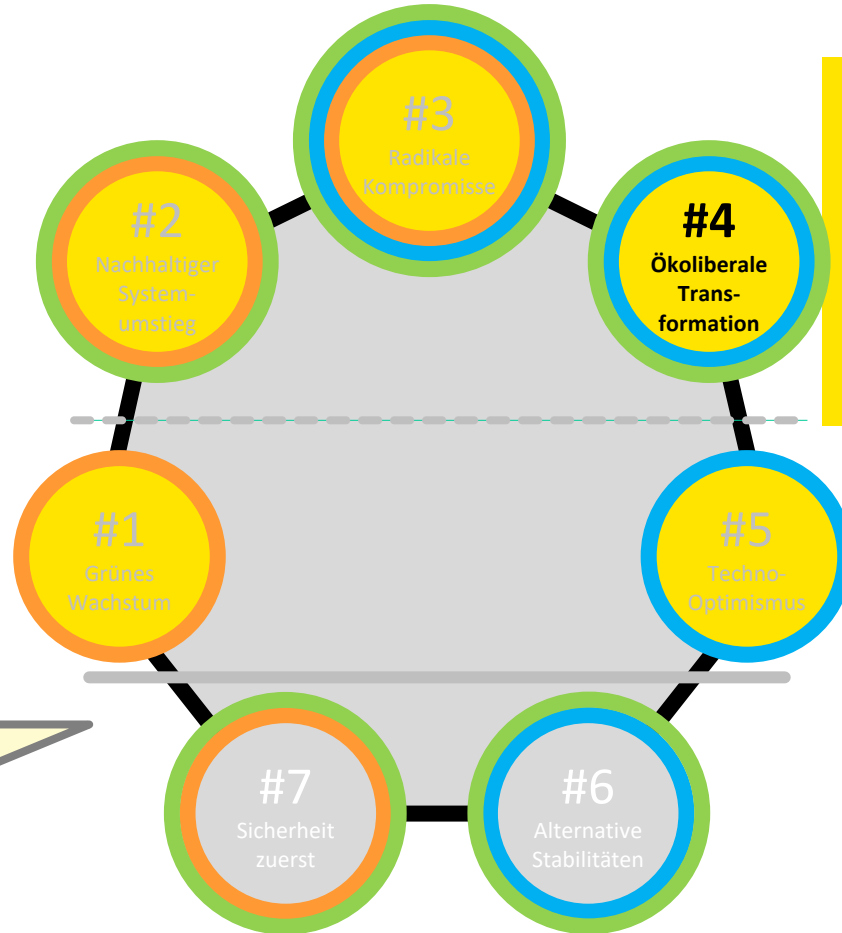 #3
Radikale
Kompromisse
#2
Nachhaltiger
System-
umstieg
#4
Ökoliberale
Trans-
formation
#1
Grünes
Wachstum
#5
Techno-
Optimismus
#7
Sicherheit
zuerst
#6
Alternative
Stabilitäten